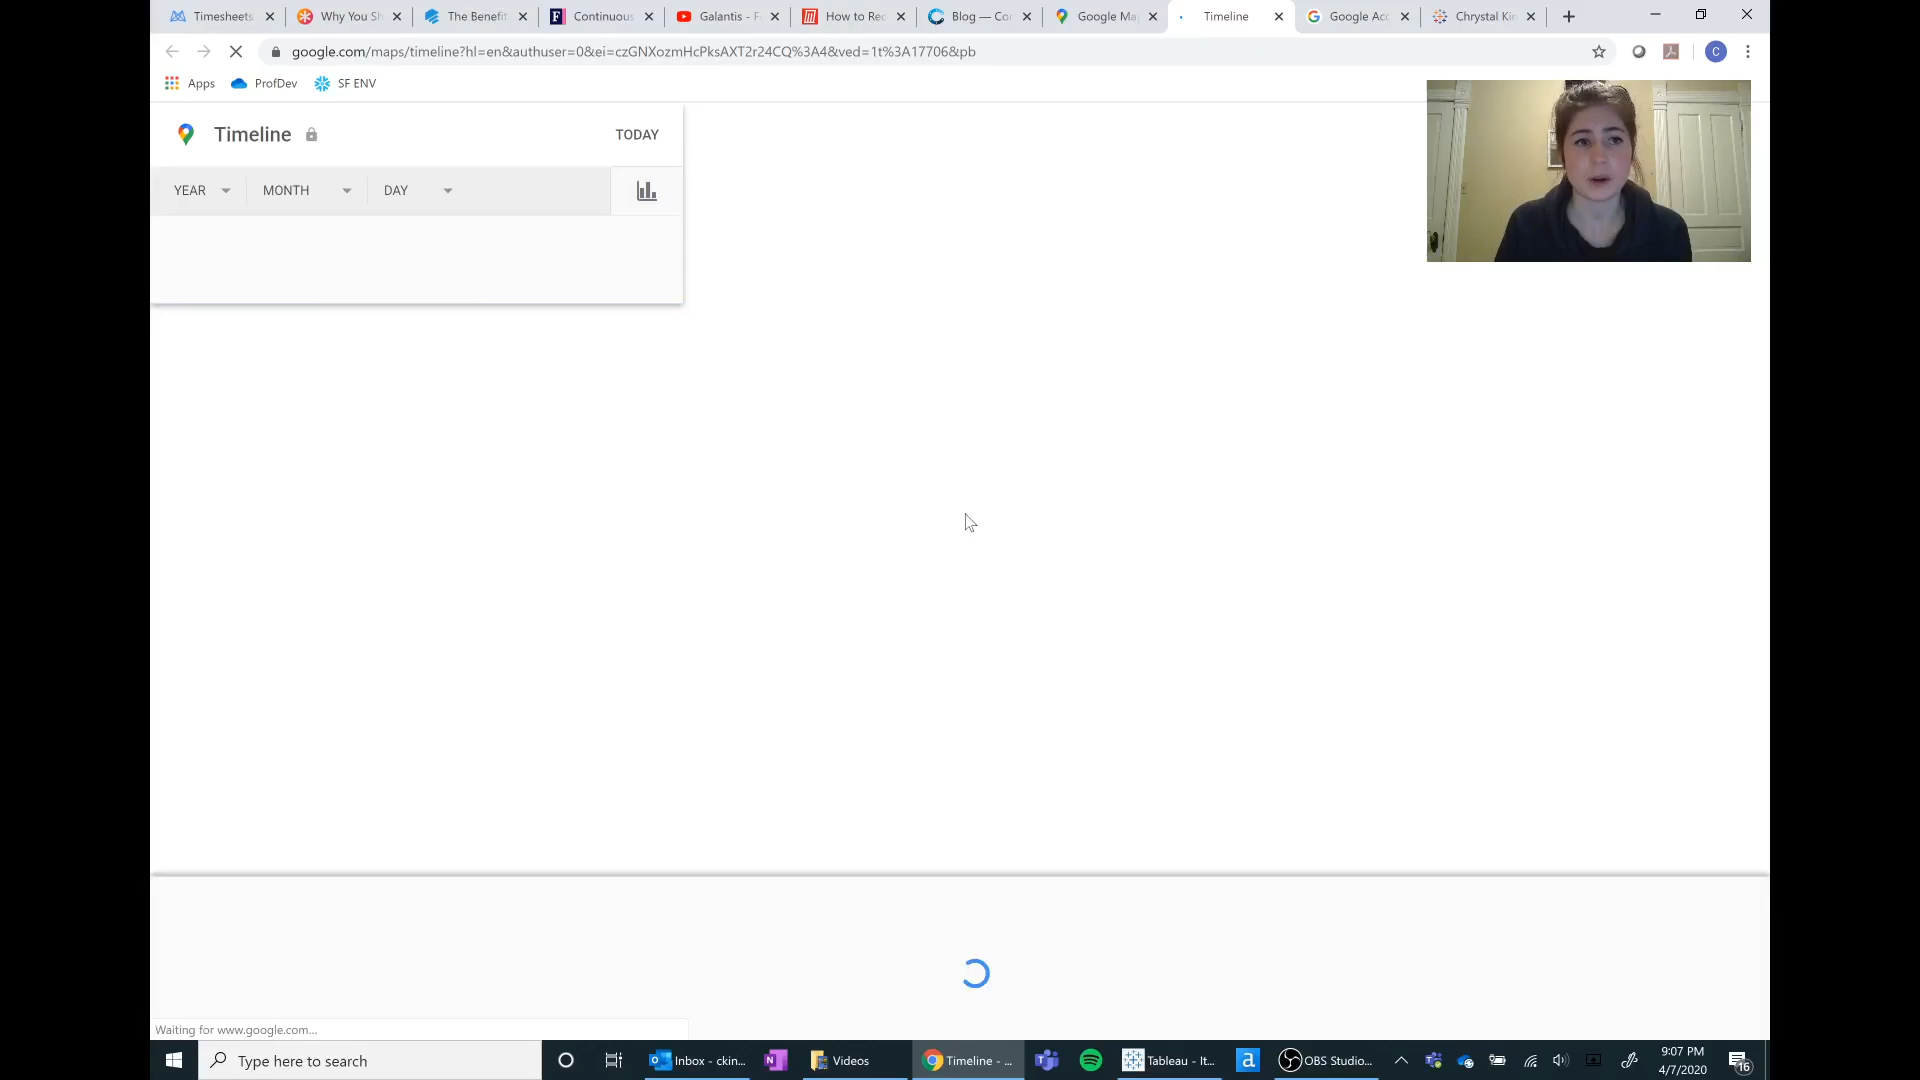 Timesheets
Why You Sh
The Benefit
Continuous
Galantis - F
How to Rec
Blog — Cor
Google Ma
Timeline
Google Acc
Chrystal Kin
google.com/maps/timeline?hl=en&authuser=0&ei=czGNXozmHcPksAXT2r24CQ%3A4&ved=1t%3A17706&pb
C
Apps
ProfDev
SF ENV
Timeline
TODAY
YEAR
MONTH
DAY
Waiting for www.google.com...
Type here to search
Inbox - ckin...
Videos
Timeline - ...
Tableau - It...
a
OBS Studio...
9:07 PM
4/7/2020
16